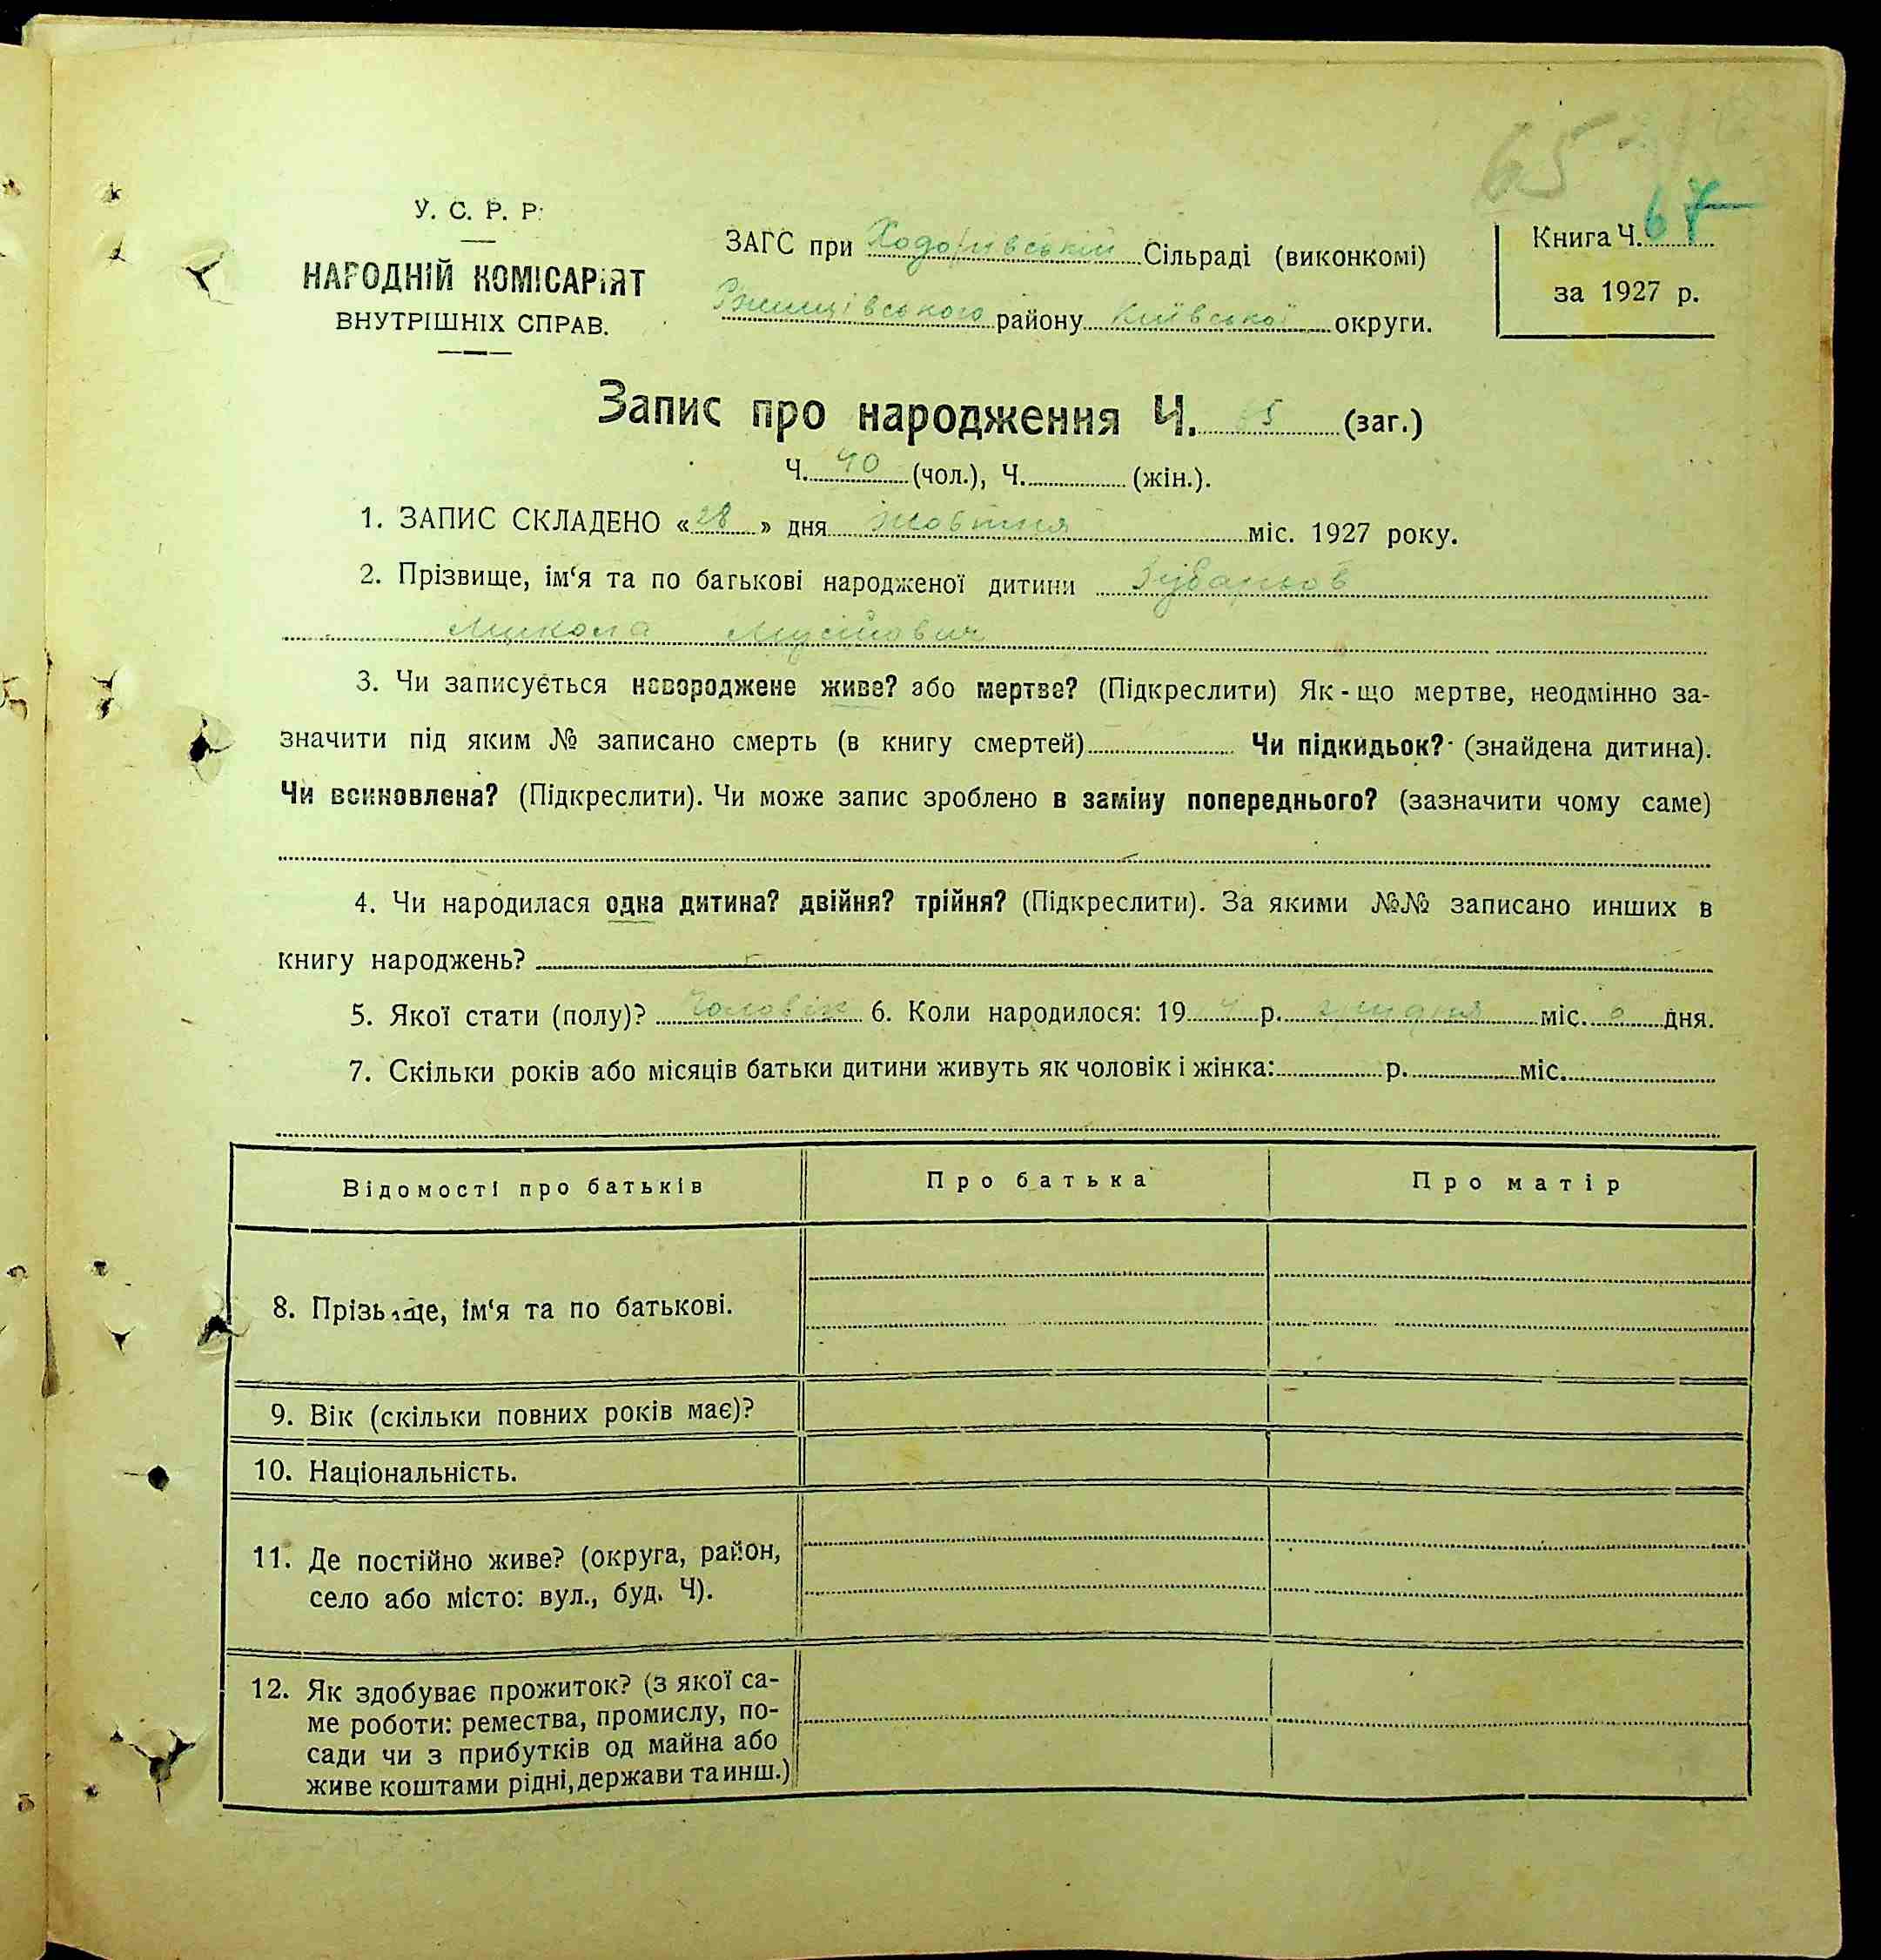 65
У. С. Р. Р.
НАРОДНІЙ КОМІСАРІЯТ
ВНУТРІШНІХ СПРАВ.
ЗАГС при Ходорівській Сільраді (виконкомі)
Ржищівського району Київської округи.
Книга Ч. 67
за 1927 р.
Запис про народження Ч. 65 (заг.)
Ч. 40 (чол.), Ч. (жін.).
1. ЗАПИС СКЛАДЕНО «28» дня жовтня міс. 1927 року.
2. Прізвище, ім‘я та по батькові народженої дитини Зубарьов
Микола Мусійович
3. Чи записується новороджене живе? або мертве? (Підкреслити) Як-що мертве, неодмінно за-
значити під яким № записано смерть (в книгу смертей) Чи підкидьок? (знайдена дитина).
Чи всиновлена? (Підкреслити). Чи може запис зроблено в заміну попереднього? (зазначити чому саме)
4. Чи народилася одна дитина? двійня? трійня? (Підкреслити). За якими №№ записано инших в
книгу народжень?
5. Якої стати (полу)? Чоловік 6. Коли народилося: 19 р. грудня міс. дня.
7. Скільки років або місяців батьки дитини живуть як чоловік і жінка: р. міс.
Відомості про батьків Про батька Про матір
8. Прізвище, ім‘я та по батькові.
9. Вік (скільки повних років має)?
10. Національність.
11. Де постійно живе? (округа, район,
село або місто: вул., буд. Ч).
12. Як здобуває прожиток? (з якої са-
ме роботи: ремества, промислу, по-
сади чи з прибутків од майна або
живе коштами рідні, держави та инш.)